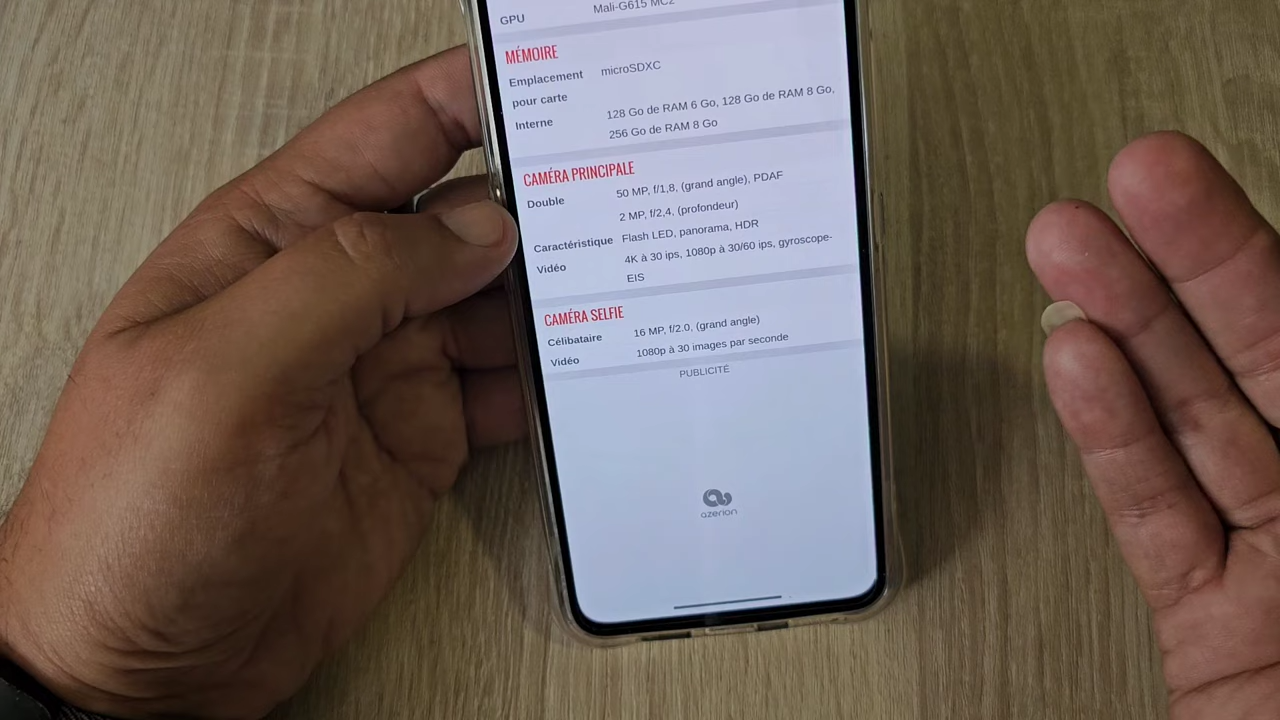 GPU Mali-G615 MC2
MÉMOIRE
Emplacement microSDXC
pour carte
Interne 128 Go de RAM 6 Go, 128 Go de RAM 8 Go,
256 Go de RAM 8 Go
CAMÉRA PRINCIPALE
Double 50 MP, f/1,8, (grand angle), PDAF
2 MP, f/2,4, (profondeur)
Caractéristique Flash LED, panorama, HDR
Vidéo 4K à 30 ips, 1080p à 30/60 ips, gyroscope-
EIS
CAMÉRA SELFIE
Célibataire 16 MP, f/2.0, (grand angle)
Vidéo 1080p à 30 images par seconde
PUBLICITÉ
azerion